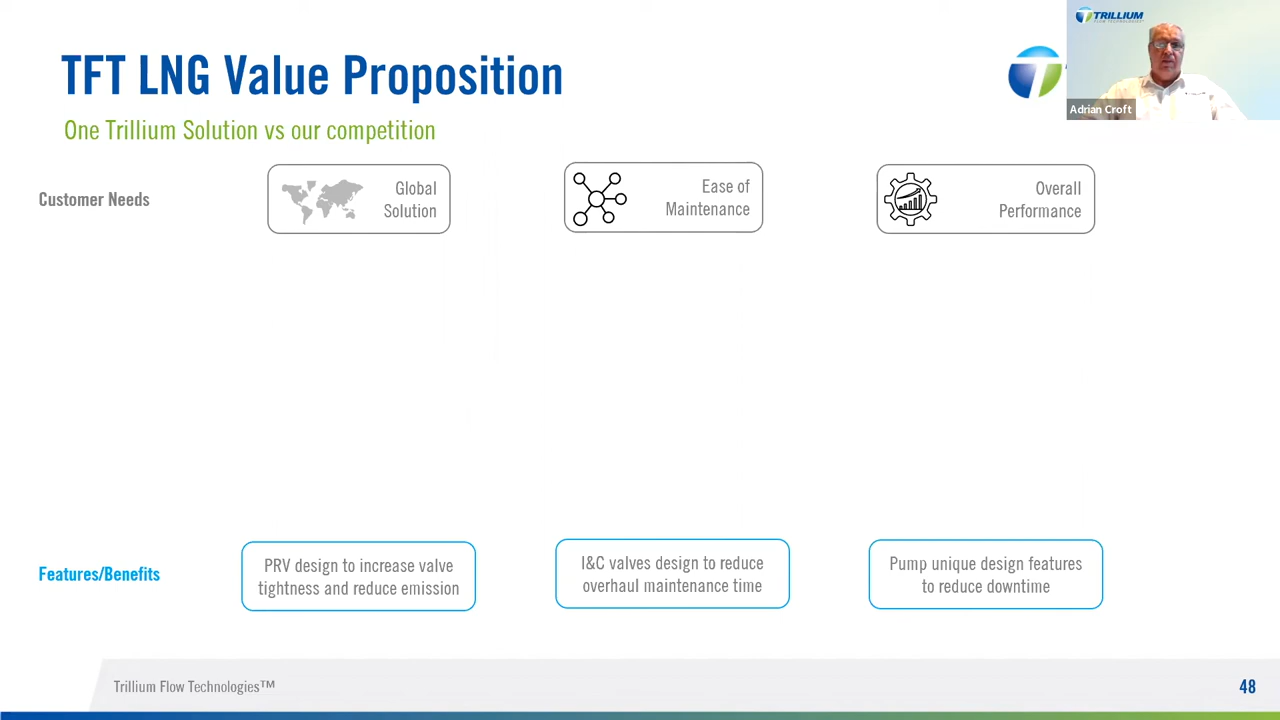 TFT LNG Value Proposition
One Trillium Solution vs our competition
TRILLIUM
FLOW TECHNOLOGIES
Adrian Croft
Customer Needs
Global
Solution
Ease of
Maintenance
Overall
Performance
Features/Benefits
PRV design to increase valve
tightness and reduce emission
I&C valves design to reduce
overhaul maintenance time
Pump unique design features
to reduce downtime
Trillium Flow Technologies™
48